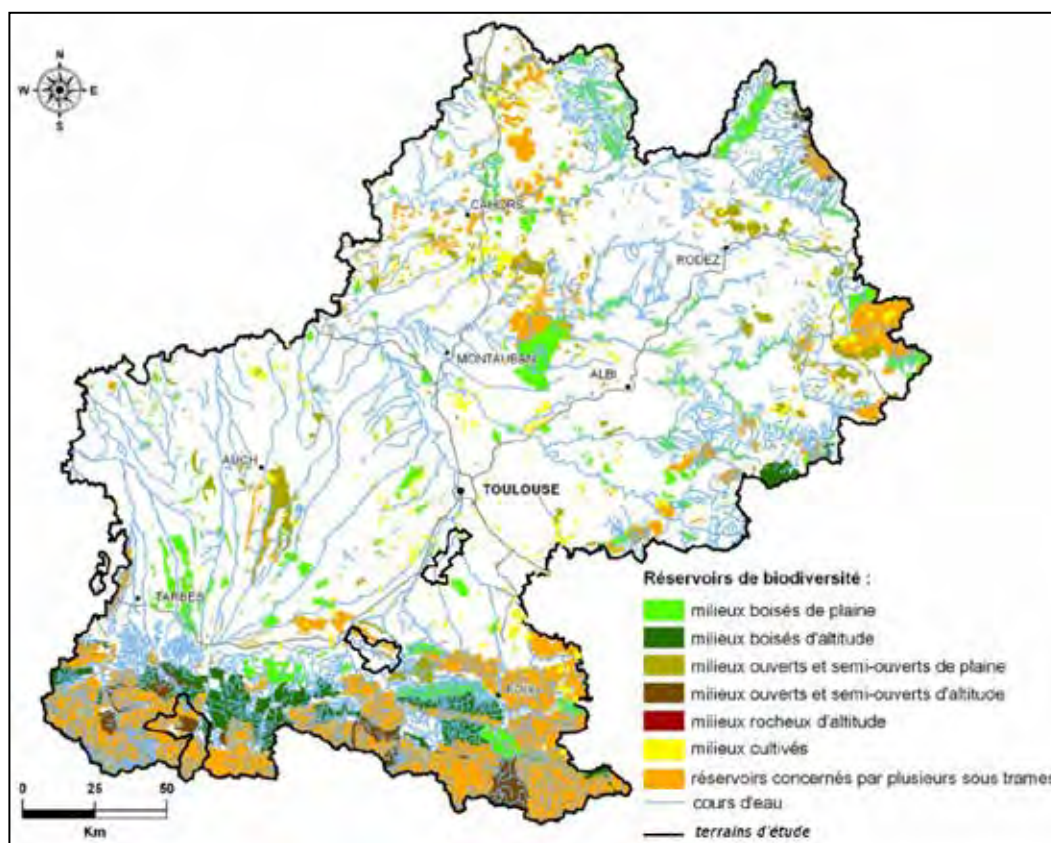 N
W E
S
CAHORS
RODEZ
MONTAUBAN
ALBI
AUCH
TOULOUSE
TARBES
Réservoirs de biodiversité :
milieux boisés de plaine
milieux boisés d'altitude
milieux ouverts et semi-ouverts de plaine
milieux ouverts et semi-ouverts d'altitude
milieux rocheux d'altitude
milieux cultivés
réservoirs concernés par plusieurs sous trames
cours d'eau
terrains d'étude
0 25 50
Km